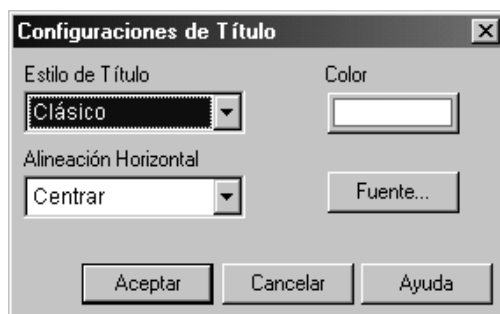 Configuraciones de Título
Estilo de Título Color
Clásico
Alineación Horizontal
Centrar Fuente...
Aceptar Cancelar Ayuda